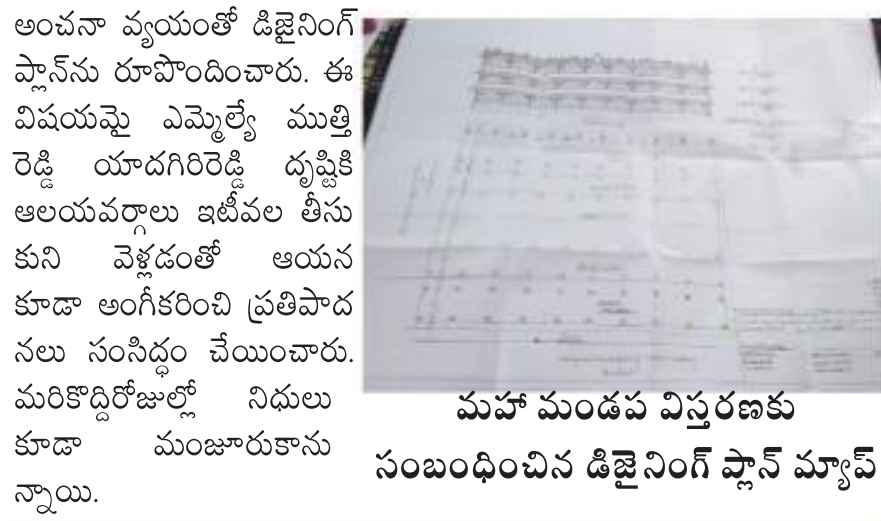 అంచనా వ్యయంతో డిజైనింగ్
ప్లాన్‌ను రూపొందించారు. ఈ
విషయమై ఎమ్మెల్యే ముత్తి
రెడ్డి యాదగిరిరెడ్డి దృష్టికి
ఆలయవర్గాలు ఇటీవల తీసు
కుని వెళ్లడంతో ఆయన
కూడా అంగీకరించి ప్రతిపాద
నలు సంసిద్ధం చేయించారు.
మరికొద్దిరోజుల్లో నిధులు
కూడా మంజూరుకాను
న్నాయి.
మహా మండప విస్తరణకు
సంబంధించిన డిజైనింగ్ ప్లాన్ మ్యాప్